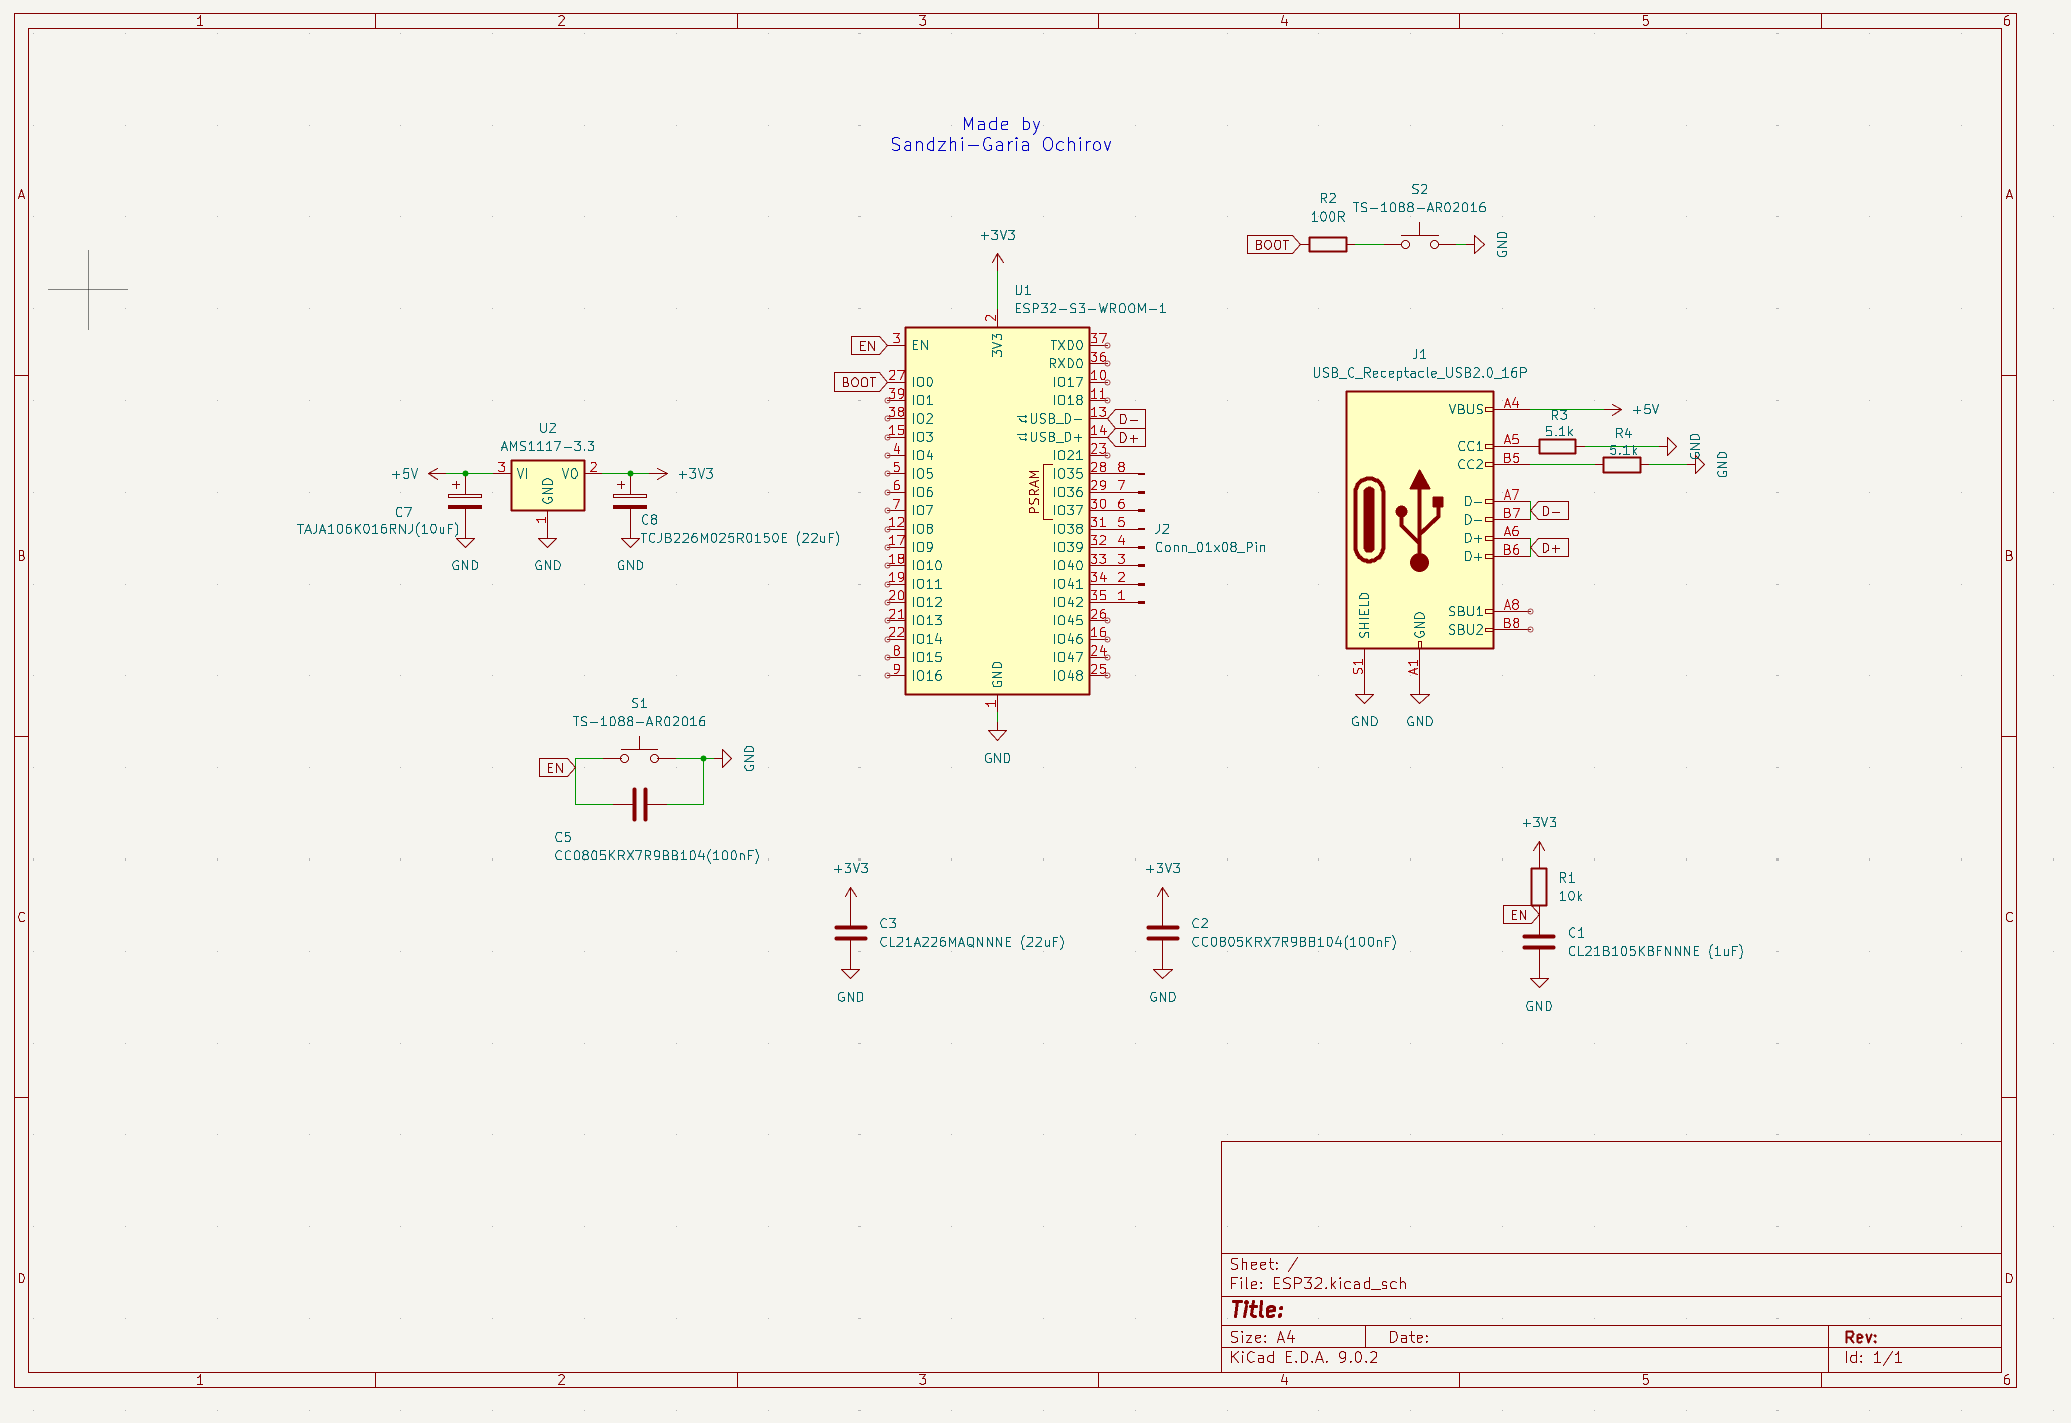 1 2 3 4 5 6
Made by
Sandzhi-Garia Ochirov
A A
R2
100R
S2
TS-1088-AR02016
BOOT
GND
+3V3
U1
ESP32-S3-WROOM-1
2
3V3
EN 3 EN
BOOT 27 IO0
39 IO1
38 IO2
15 IO3
4 IO4
5 IO5
6 IO6
7 IO7
12 IO8
17 IO9
18 IO10
19 IO11
20 IO12
21 IO13
22 IO14
8 IO15
9 IO16
TXD0 37
RXD0 36
IO17 10
IO18 11
USB_D- 13 D-
USB_D+ 14 D+
IO21 23
IO35 28 8
IO36 29 7
IO37 30 6
IO38 31 5
IO39 32 4
IO40 33 3
IO41 34 2
IO42 35 1
IO45 26
IO46 16
IO47 24
IO48 25
PSRAM
GND
1
GND
J2
Conn_01x08_Pin
J1
USB_C_Receptacle_USB2.0_16P
VBUS A4 +5V
CC1 A5
R3
5.1k
GND
CC2 B5
R4
5.1k
GND
D- A7
D- B7
D-
D+ A6
D+ B6
D+
SBU1 A8
SBU2 B8
SHIELD
GND
S1
A1
GND
GND
U2
AMS1117-3.3
+5V 3 VI VO 2 +3V3
GND
1
+
C7
TAJA106K016RNJ(10uF)
+
C8
TCJB226M025R0150E (22uF)
GND
GND
GND
B B
S1
TS-1088-AR02016
EN
GND
C5
CC0805KRX7R9BB104(100nF)
+3V3
C3
CL21A226MAQNNNE (22uF)
GND
+3V3
C2
CC0805KRX7R9BB104(100nF)
GND
+3V3
R1
10k
EN
C1
CL21B105KBFNNNE (1uF)
GND
C C
D D
Sheet: /
File: ESP32.kicad_sch
Title:
Size: A4 Date: Rev:
KiCad E.D.A. 9.0.2 Id: 1/1
1 2 3 4 5 6